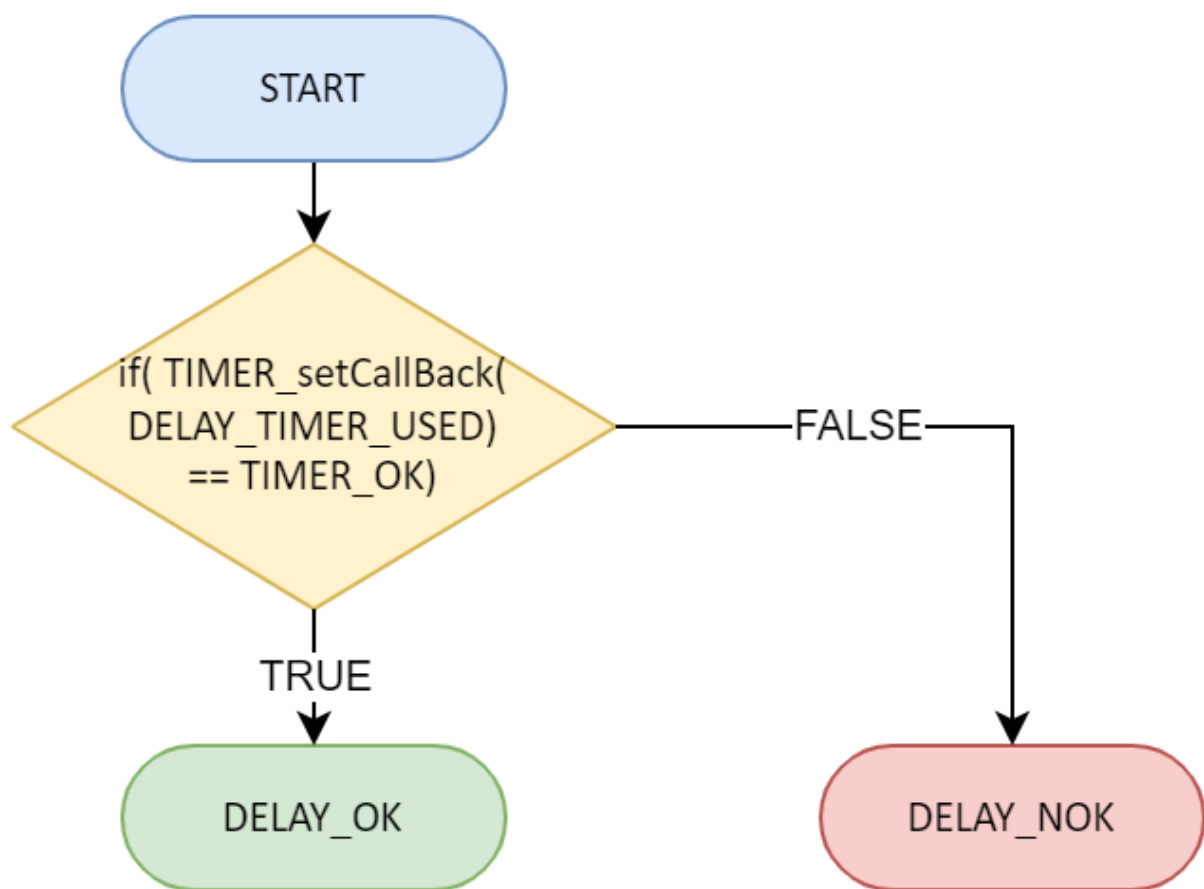 START
if( TIMER_setCallBack(
DELAY_TIMER_USED)
== TIMER_OK)
FALSE
TRUE
DELAY_OK
DELAY_NOK